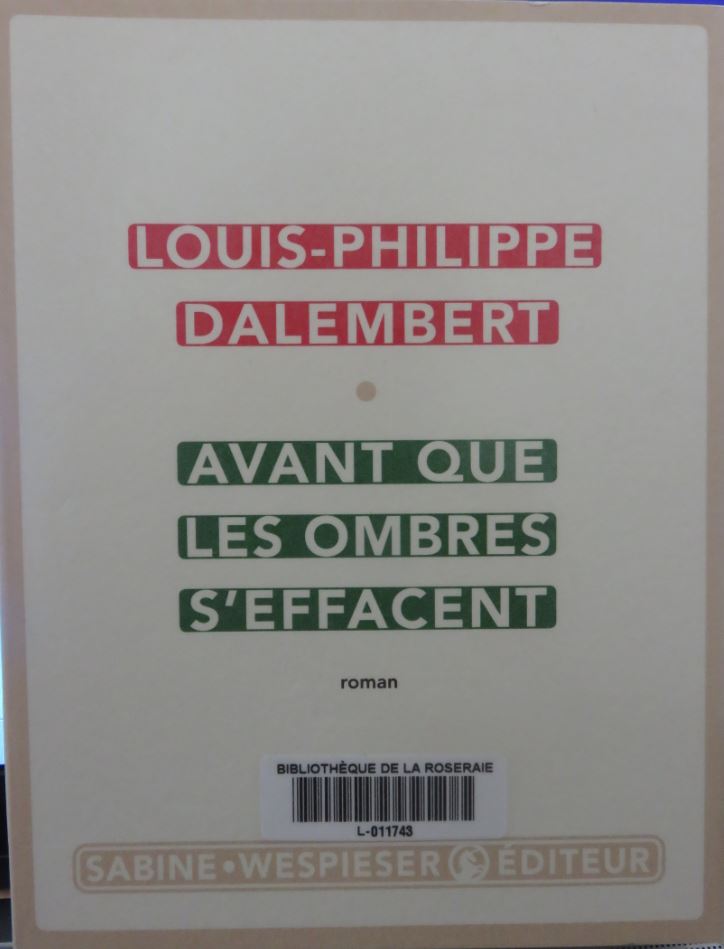 LOUIS-PHILIPPE
DALEMBERT
AVANT QUE
LES OMBRES
S'EFFACENT
roman
BIBLIOTHÈQUE DE LA ROSERAIE
L-011743
SABINE • WESPIESER ÉDITEUR